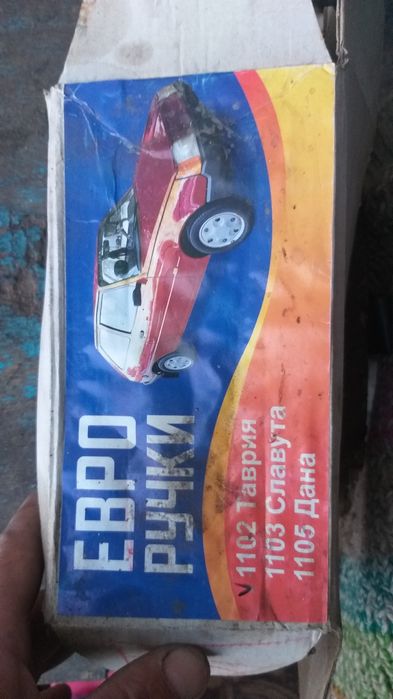 ЕВРО
РУЧКИ
1102 Таврия
1103 Славута
1105 Дана